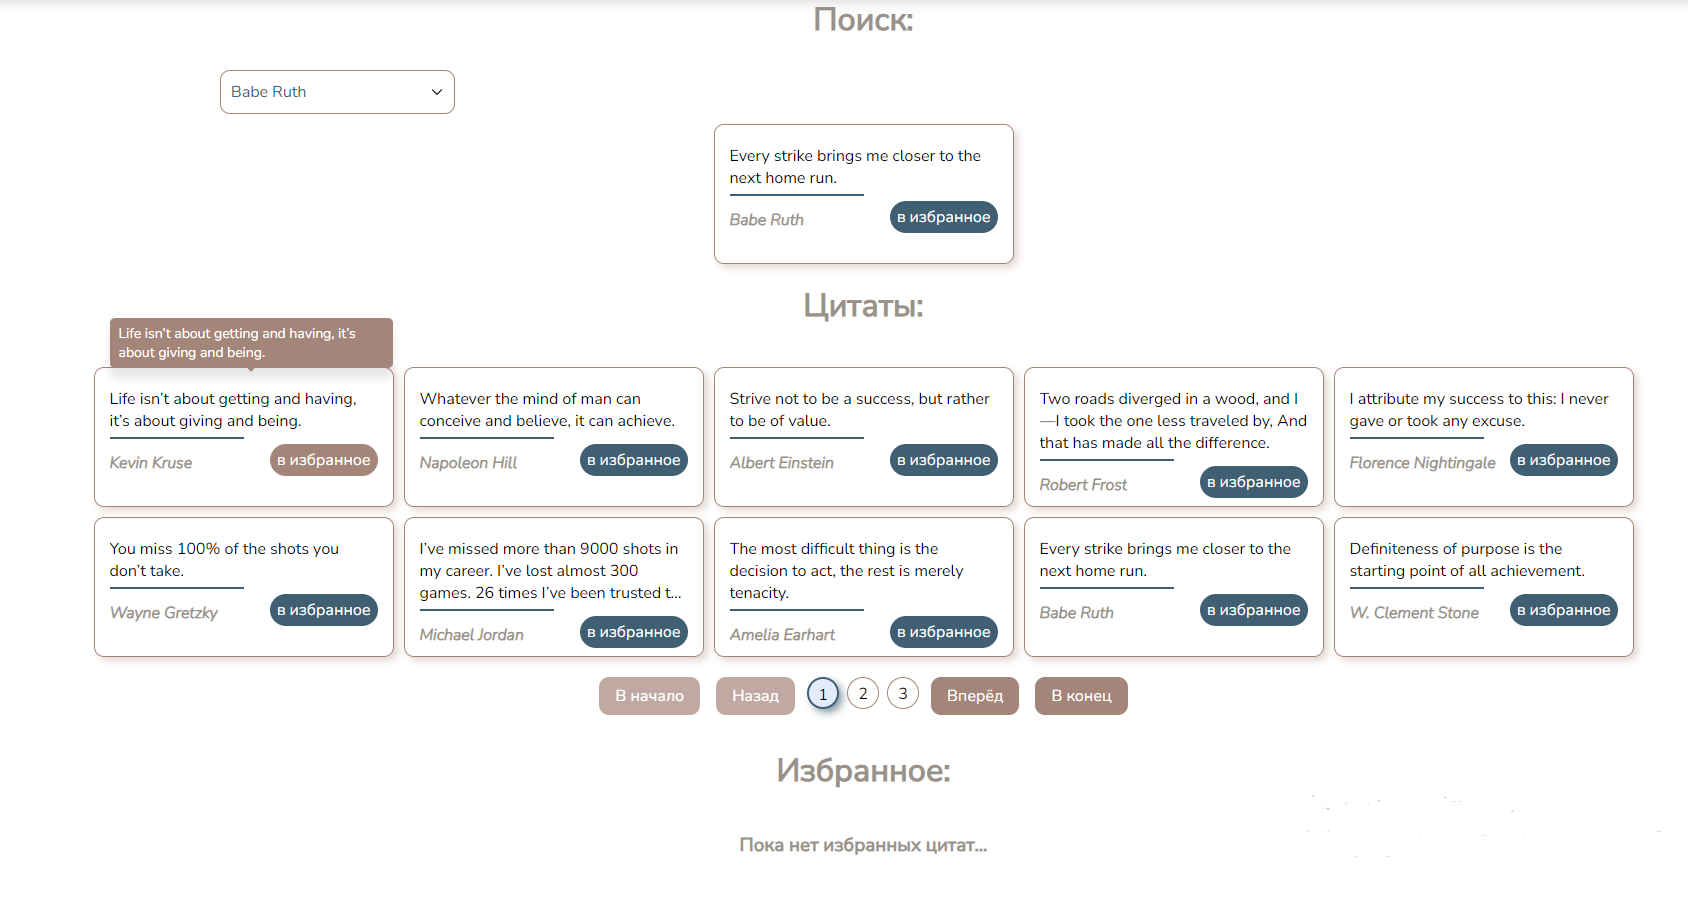 Поиск:
Babe Ruth
Every strike brings me closer to the
next home run.
Babe Ruth
в избранное
Цитаты:
Life isn't about getting and having, it's
about giving and being.
Life isn’t about getting and having,
it’s about giving and being.
Kevin Kruse
в избранное
Whatever the mind of man can
conceive and believe, it can achieve.
Napoleon Hill
в избранное
Strive not to be a success, but rather
to be of value.
Albert Einstein
в избранное
Two roads diverged in a wood, and I
—I took the one less traveled by, And
that has made all the difference.
Robert Frost
в избранное
I attribute my success to this: I never
gave or took any excuse.
Florence Nightingale
в избранное
You miss 100% of the shots you
don’t take.
Wayne Gretzky
в избранное
I’ve missed more than 9000 shots in
my career. I’ve lost almost 300
games. 26 times I’ve been trusted t...
Michael Jordan
в избранное
The most difficult thing is the
decision to act, the rest is merely
tenacity.
Amelia Earhart
в избранное
Every strike brings me closer to the
next home run.
Babe Ruth
в избранное
Definiteness of purpose is the
starting point of all achievement.
W. Clement Stone
в избранное
В начало Назад 1 2 3 Вперёд В конец
Избранное:
Пока нет избранных цитат...